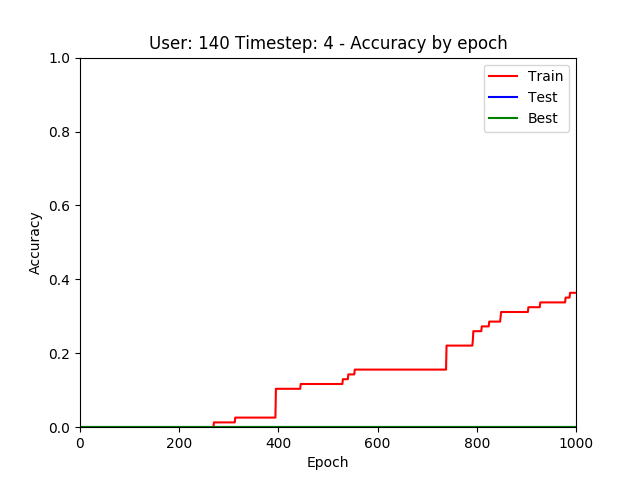 User: 140 Timestep: 4 - Accuracy by epoch
Train
Test
Best
Accuracy
1.0
0.8
0.6
0.4
0.2
0.0
0 200 400 600 800 1000
Epoch